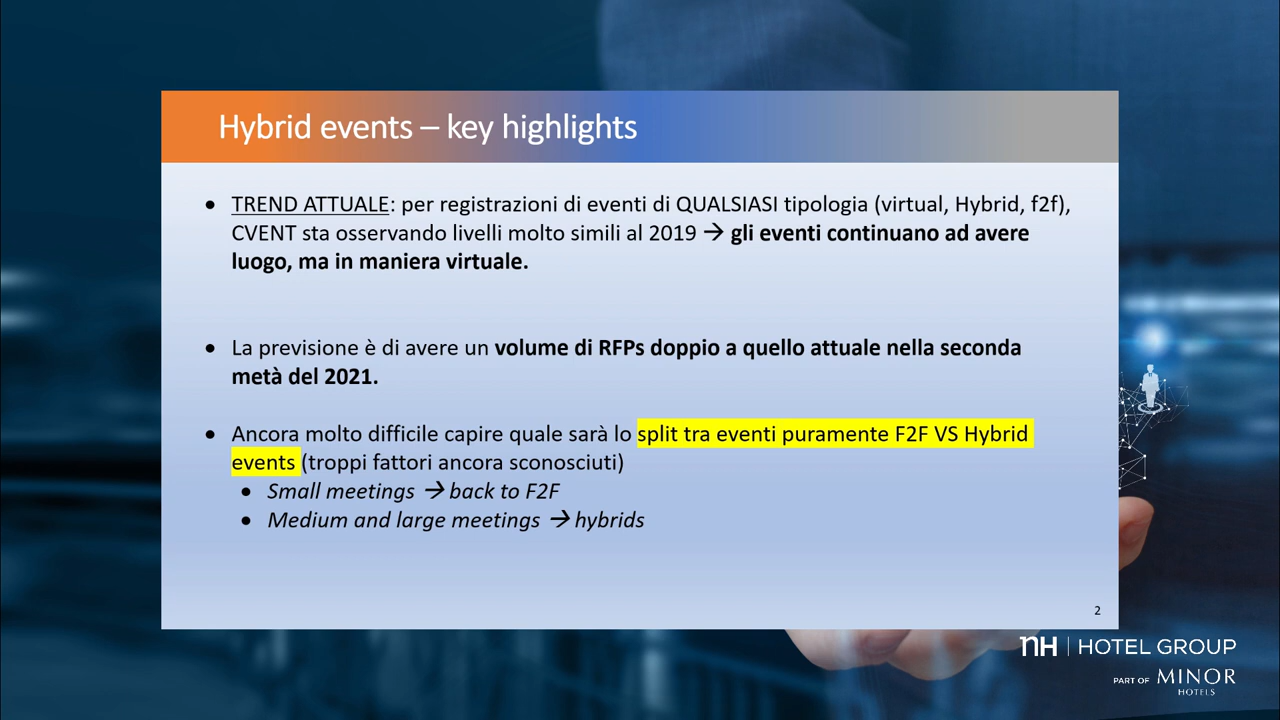 Hybrid events – key highlights
• TREND ATTUALE: per registrazioni di eventi di QUALSIASI tipologia (virtual, Hybrid, f2f),
CVENT sta osservando livelli molto simili al 2019 → gli eventi continuano ad avere
luogo, ma in maniera virtuale.
• La previsione è di avere un volume di RFPs doppio a quello attuale nella seconda
metà del 2021.
• Ancora molto difficile capire quale sarà lo split tra eventi puramente F2F VS Hybrid
events (troppi fattori ancora sconosciuti)
• Small meetings → back to F2F
• Medium and large meetings → hybrids
2
nH | HOTEL GROUP
PART OF MINOR
HOTELS